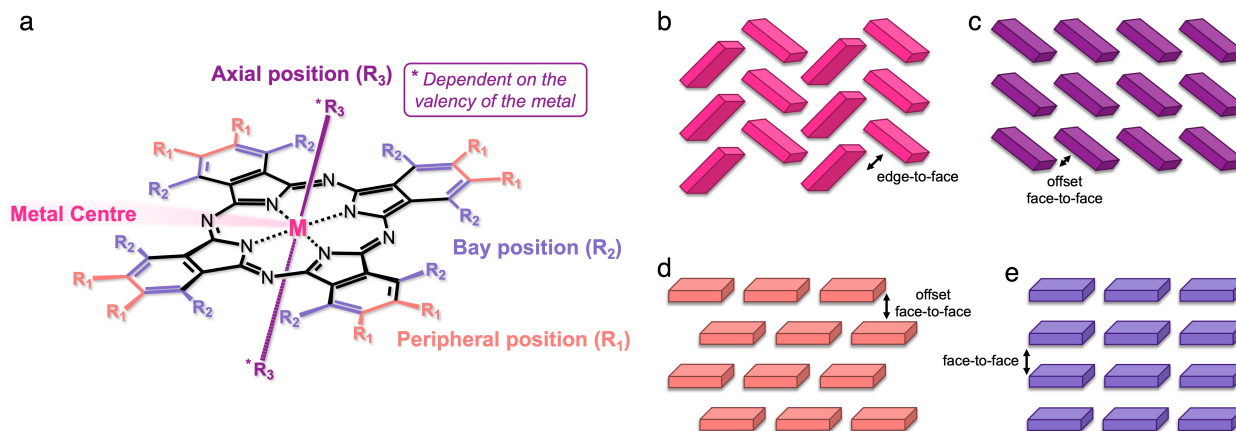 a
Axial position (R₃)
* Dependent on the
valency of the metal
*R₃
R₁
R₁
R₂
R₂
R₂
R₁
R₁
R₂
N
N
N
Metal Centre
M
N
N
N
N
N
Bay position (R₂)
R₂
R₁
R₁
R₂
R₂
R₁
R₁
R₂
Peripheral position (R₁)
*R₃
b
edge-to-face
c
offset
face-to-face
d
offset
face-to-face
e
face-to-face